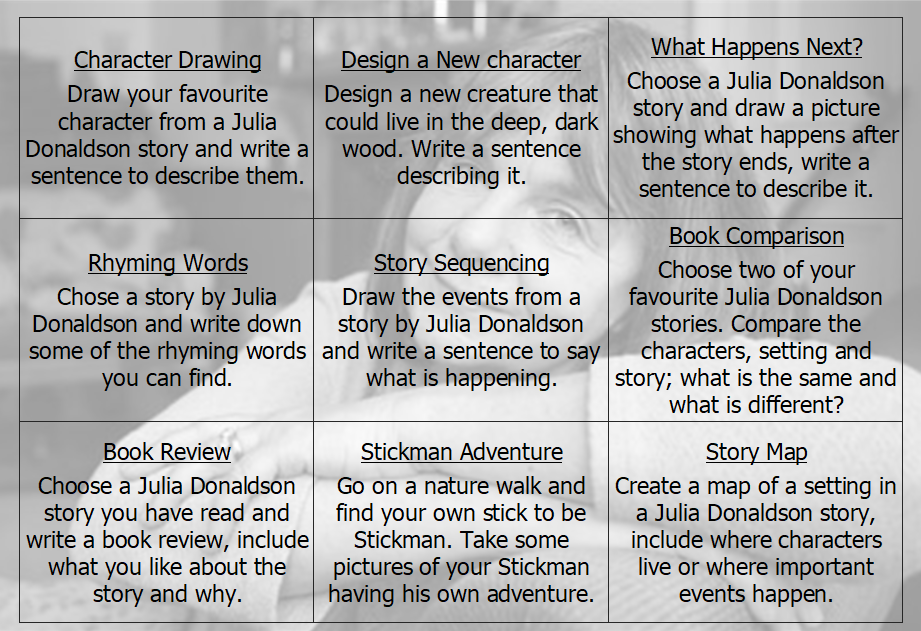 Character Drawing
Draw your favourite
character from a Julia
Donaldson story and write a
sentence to describe them.
Design a New character
Design a new creature that
could live in the deep, dark
wood. Write a sentence
describing it.
What Happens Next?
Choose a Julia Donaldson
story and draw a picture
showing what happens after
the story ends, write a
sentence to describe it.
Rhyming Words
Chose a story by Julia
Donaldson and write down
some of the rhyming words
you can find.
Story Sequencing
Draw the events from a
story by Julia Donaldson
and write a sentence to say
what is happening.
Book Comparison
Choose two of your
favourite Julia Donaldson
stories. Compare the
characters, setting and
story; what is the same and
what is different?
Book Review
Choose a Julia Donaldson
story you have read and
write a book review, include
what you like about the
story and why.
Stickman Adventure
Go on a nature walk and
find your own stick to be
Stickman. Take some
pictures of your Stickman
having his own adventure.
Story Map
Create a map of a setting in
a Julia Donaldson story,
include where characters
live or where important
events happen.